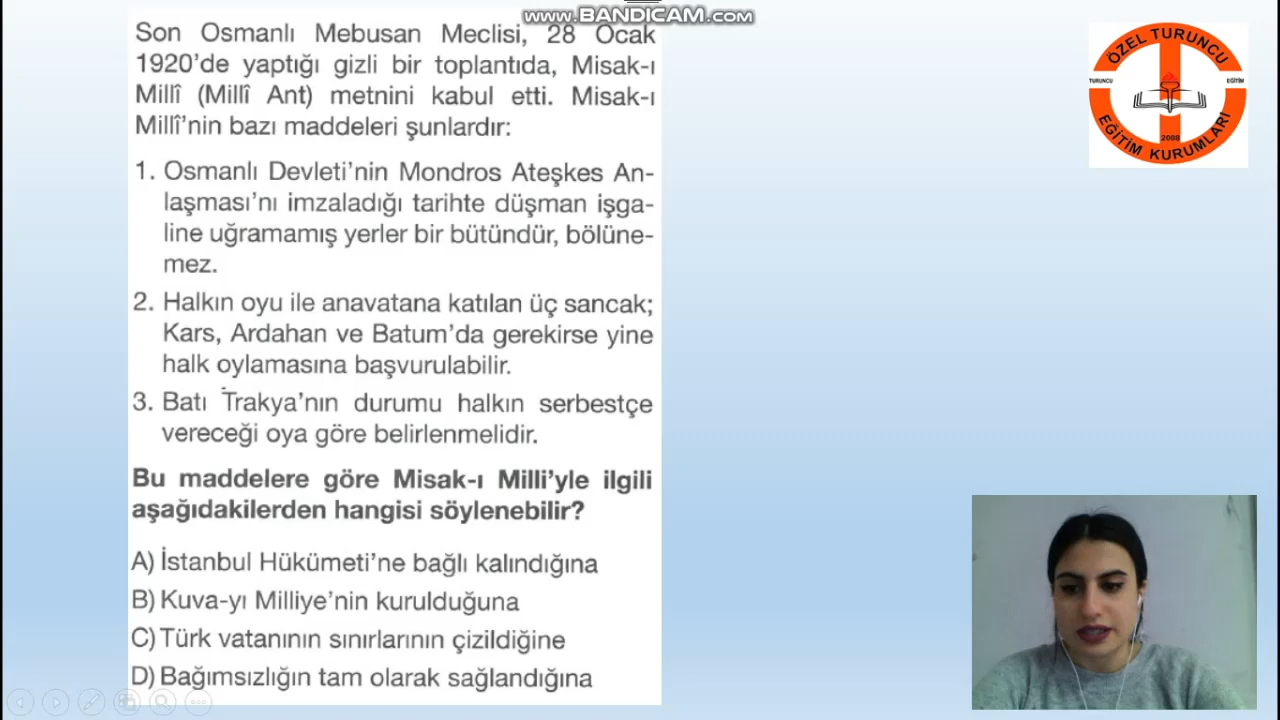 www.BANDICAM.com
Son Osmanlı Mebusan Meclisi, 28 Ocak
1920'de yaptığı gizli bir toplantıda, Misak-ı
Millî (Millî Ant) metnini kabul etti. Misak-ı
Millî'nin bazı maddeleri şunlardır:
1. Osmanlı Devleti'nin Mondros Ateşkes An-
laşması'nı imzaladığı tarihte düşman işga-
line uğramamış yerler bir bütündür, bölüne-
mez.
2. Halkın oyu ile anavatana katılan üç sancak;
Kars, Ardahan ve Batum'da gerekirse yine
halk oylamasına başvurulabilir.
3. Batı Trakya'nın durumu halkın serbestçe
vereceği oya göre belirlenmelidir.
Bu maddelere göre Misak-ı Milli'yle ilgili
aşağıdakilerden hangisi söylenebilir?
A) İstanbul Hükümeti'ne bağlı kalındığına
B) Kuva-yı Milliye'nin kurulduğuna
C) Türk vatanının sınırlarının çizildiğine
D) Bağımsızlığın tam olarak sağlandığına
ÖZEL TURUNCU
TURUNCU
EĞİTİM
2008
EĞİTİM KURUMLARI